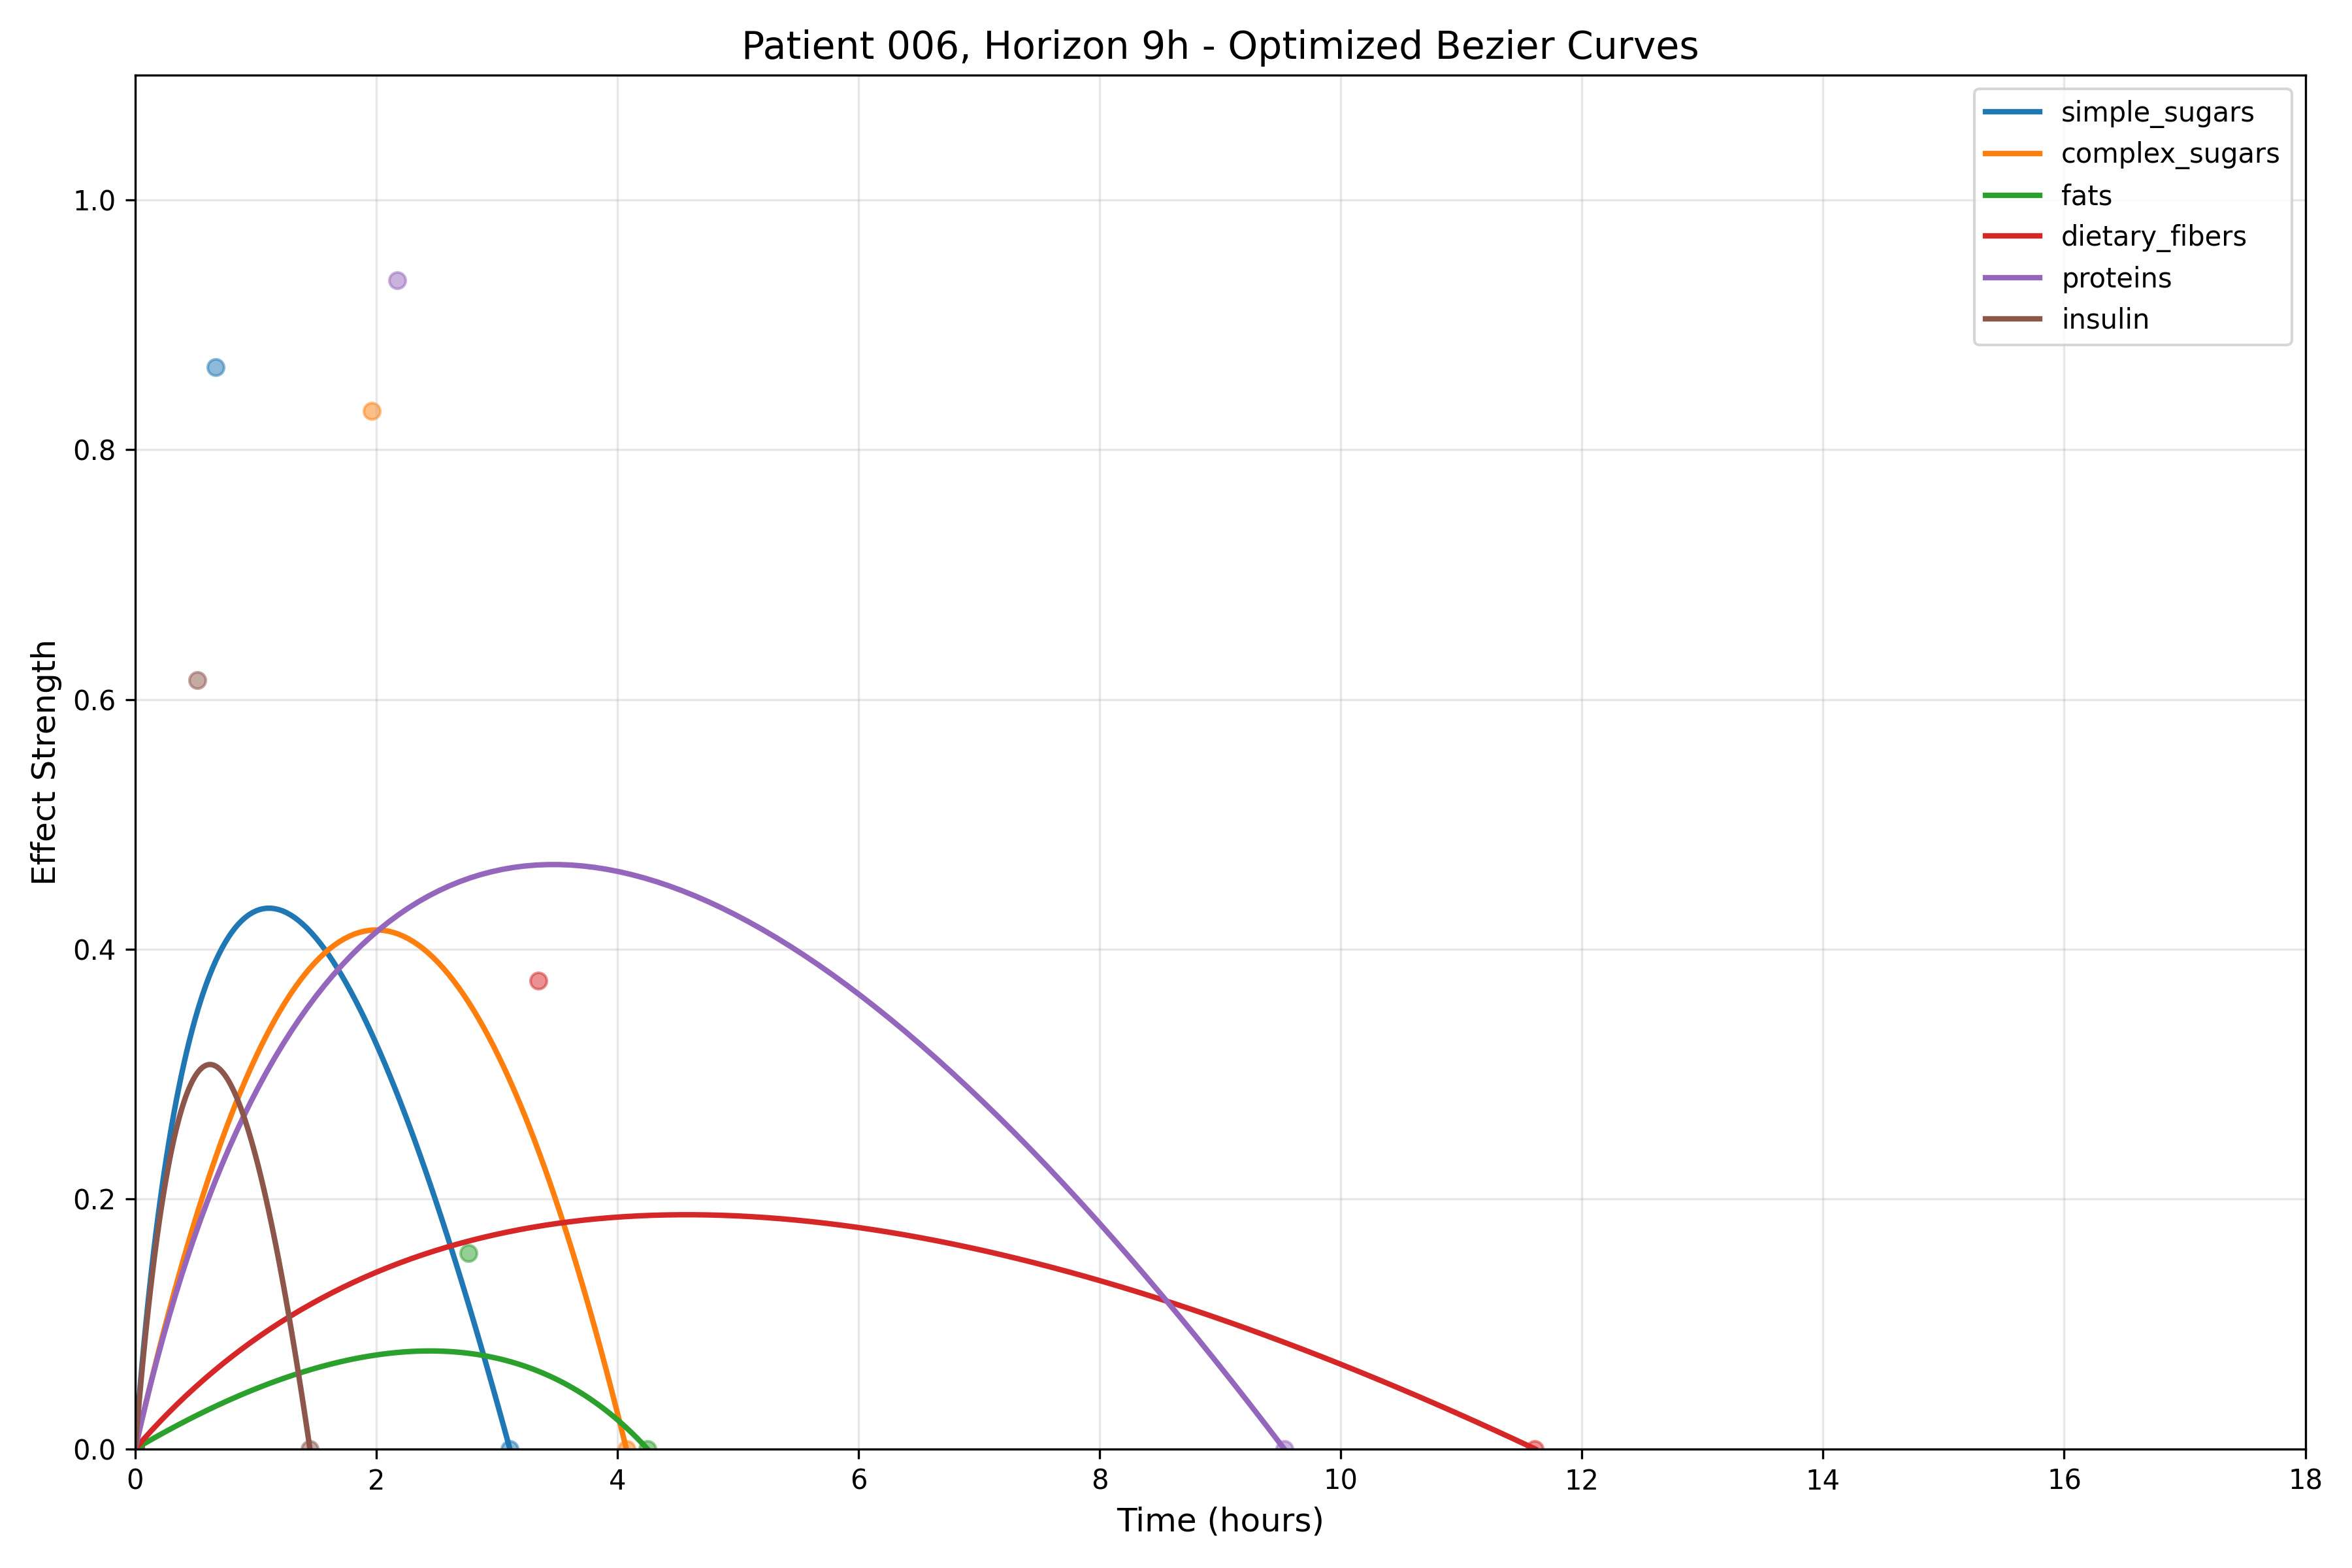 Patient 006, Horizon 9h - Optimized Bezier Curves
simple_sugars
complex_sugars
fats
dietary_fibers
proteins
insulin
Effect Strength
1.0
0.8
0.6
0.4
0.2
0.0
0 2 4 6 8 10 12 14 16 18
Time (hours)